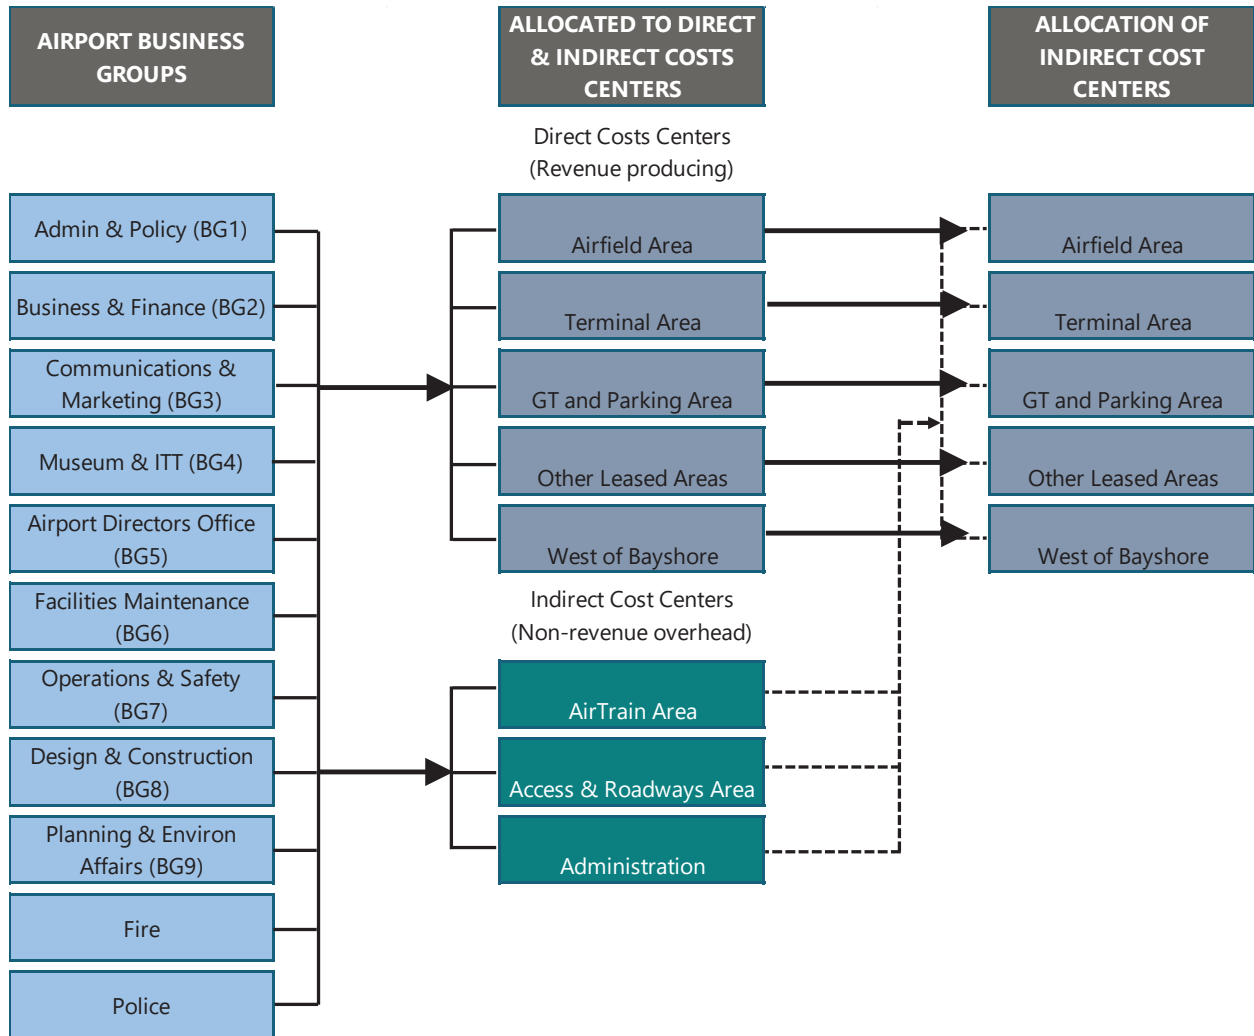 AIRPORT BUSINESS
GROUPS
ALLOCATED TO DIRECT
& INDIRECT COSTS
CENTERS
ALLOCATION OF
INDIRECT COST
CENTERS
Direct Costs Centers
(Revenue producing)
Admin & Policy (BG1)
Business & Finance (BG2)
Communications &
Marketing (BG3)
Museum & ITT (BG4)
Airport Directors Office
(BG5)
Facilities Maintenance
(BG6)
Operations & Safety
(BG7)
Design & Construction
(BG8)
Planning & Environ
Affairs (BG9)
Fire
Police
Airfield Area
Terminal Area
GT and Parking Area
Other Leased Areas
West of Bayshore
Indirect Cost Centers
(Non-revenue overhead)
AirTrain Area
Access & Roadways Area
Administration
Airfield Area
Terminal Area
GT and Parking Area
Other Leased Areas
West of Bayshore